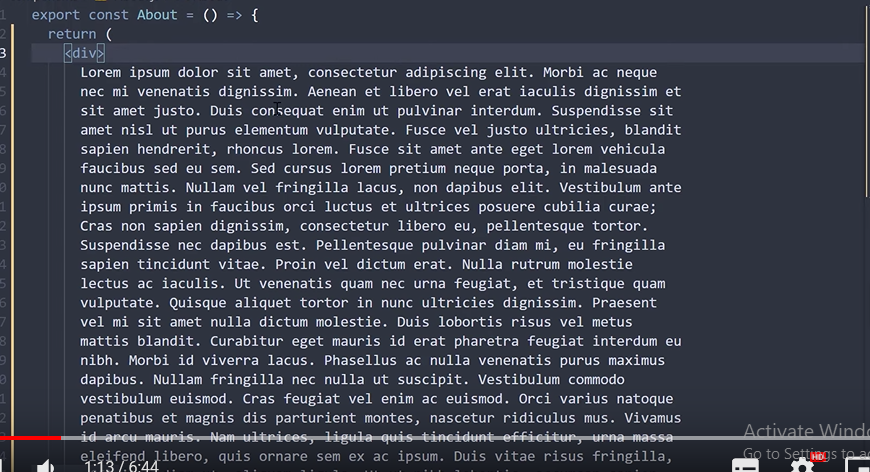 1 export const About = () => {
2 return (
3 <div>
Lorem ipsum dolor sit amet, consectetur adipiscing elit. Morbi ac neque
nec mi venenatis dignissim. Aenean et libero vel erat iaculis dignissim et
sit amet justo. Duis consequat enim ut pulvinar interdum. Suspendisse sit
amet nisl ut purus elementum vulputate. Fusce vel justo ultricies, blandit
sapien hendrerit, rhoncus lorem. Fusce sit amet ante eget lorem vehicula
faucibus sed eu sem. Sed cursus lorem pretium neque porta, in malesuada
nunc mattis. Nullam vel fringilla lacus, non dapibus elit. Vestibulum ante
ipsum primis in faucibus orci luctus et ultrices posuere cubilia curae;
Cras non sapien dignissim, consectetur libero eu, pellentesque tortor.
Suspendisse nec dapibus est. Pellentesque pulvinar diam mi, eu fringilla
sapien tincidunt vitae. Proin vel dictum erat. Nulla rutrum molestie
lectus ac iaculis. Ut venenatis quam nec urna feugiat, et tristique quam
vulputate. Quisque aliquet tortor in nunc ultricies dignissim. Praesent
vel mi sit amet nulla dictum molestie. Duis lobortis risus vel metus
mattis blandit. Curabitur eget mauris id erat pharetra feugiat interdum eu
nibh. Morbi id viverra lacus. Phasellus ac nulla venenatis purus maximus
dapibus. Nullam fringilla nec nulla ut suscipit. Vestibulum commodo
vestibulum euismod. Cras feugiat vel enim ac euismod. Orci varius natoque
penatibus et magnis dis parturient montes, nascetur ridiculus mus. Vivamus
id arcu mauris. Nam ultrices, ligula quis tincidunt efficitur, urna massa
eleifend libero, quis ornare sem ex ac ipsum. Duis vitae risus fringilla,
Activate Windo
Go to Settings to a
1:13 / 6:44
HD